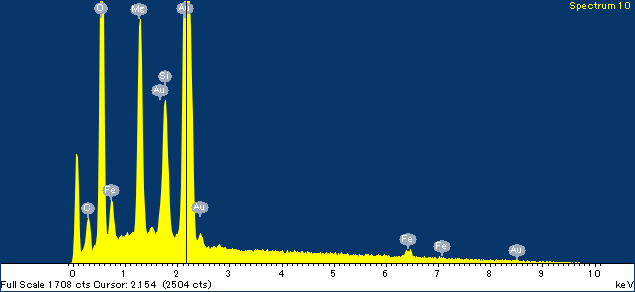 Spectrum 10
O Mg Au
Si
Au
Fe
C Au
Fe Fe Au
0 1 2 3 4 5 6 7 8 9 10
Full Scale 1708 cts Cursor: 2.154 (2504 cts) keV